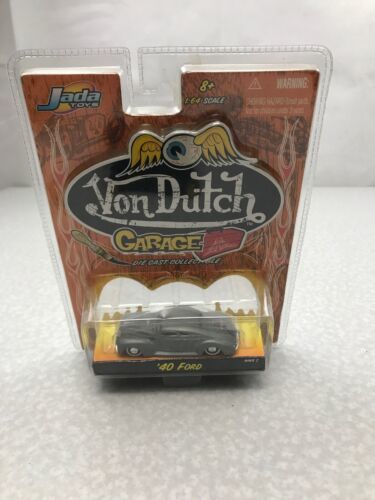 Jada
TOYS
8+
1:64 SCALE
WARNING:
Von Dutch
GARAGE
DIE CAST COLLECTIBLE
'40 FORD